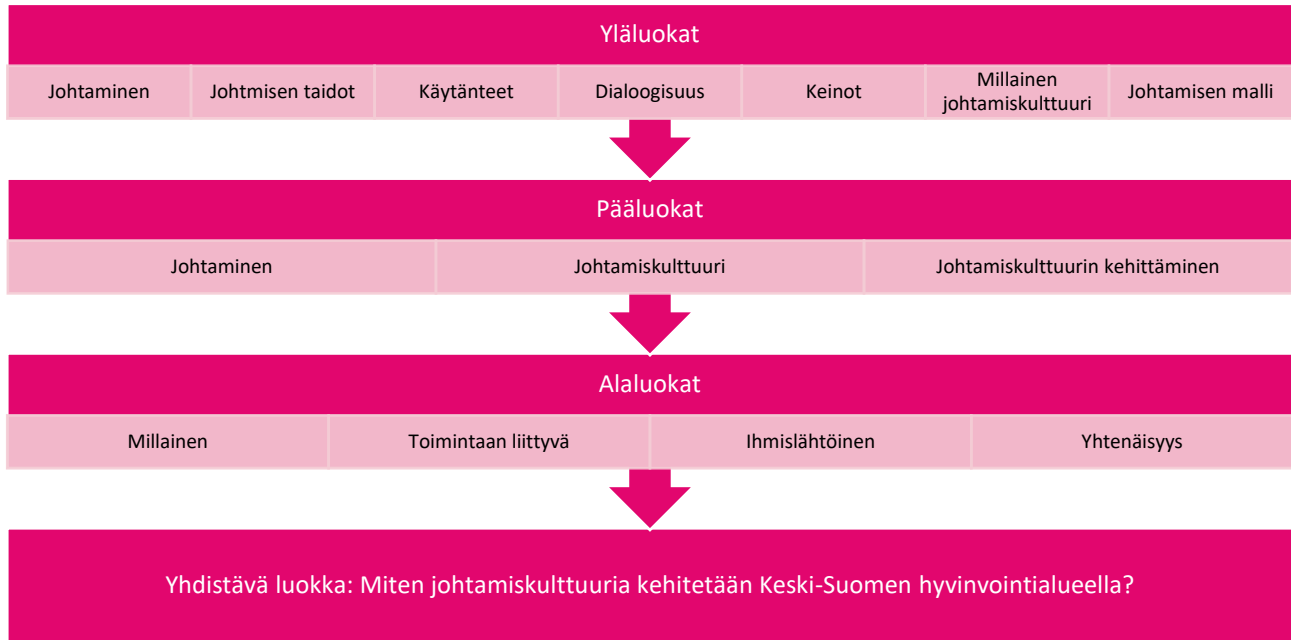 Yläluokat
Johtaminen
Johtmisen taidot
Käytänteet
Dialoogisuus
Keinot
Millainen
johtamiskulttuuri
Johtamisen malli
Pääluokat
Johtaminen
Johtamiskulttuuri
Johtamiskulttuurin kehittäminen
Alaluokat
Millainen
Toimintaan liittyvä
Ihmislähtöinen
Yhtenäisyys
Yhdistävä luokka: Miten johtamiskulttuuria kehitetään Keski-Suomen hyvinvointialueella?